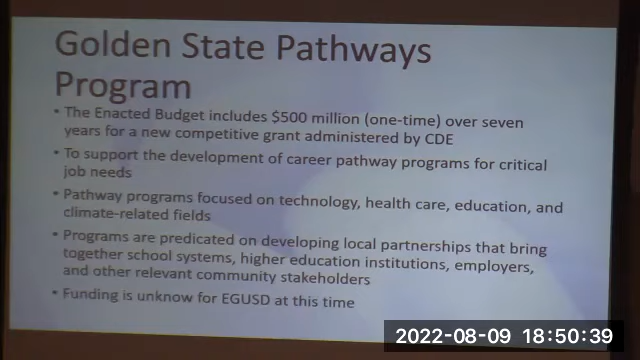 Golden State Pathways
Program
• The Enacted Budget includes $500 million (one-time) over seven
years for a new competitive grant administered by CDE
• To support the development of career pathway programs for critical
job needs
• Pathway programs focused on technology, health care, education, and
climate-related fields
• Programs are predicated on developing local partnerships that bring
together school systems, higher education institutions, employers,
and other relevant community stakeholders
• Funding is unknow for EGUSD at this time
2022-08-09 18:50:39